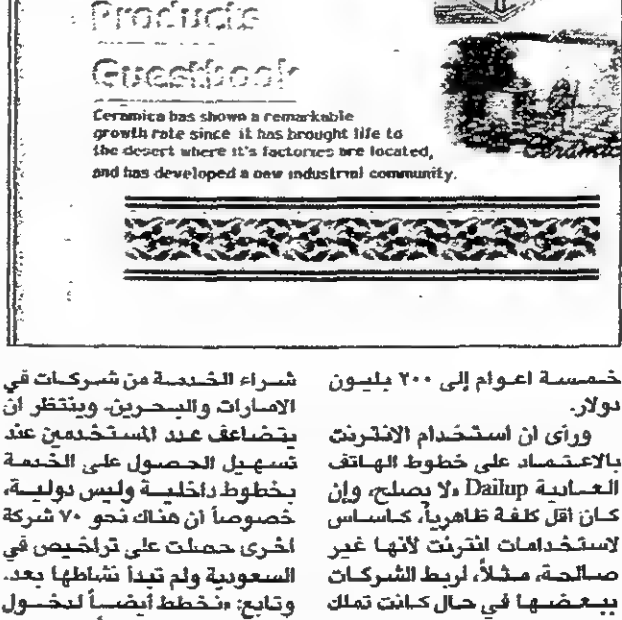 Products
Guestbook
Ceramica has shown a remarkable
growth rate since it has brought life to
the desert where it's factories are located,
and has developed a new industrial community.
خمسة اعوام إلى ٢٠٠ بليون
دولار.
ورأى ان استخدام الانترنت
بالاعتماد على خطوط الهاتف
العادية Dailup «لا يصلح، وإن
كان أقل كلفة ظاهرياً، كاساس
لاستخدامات انترنت لأنها غير
صالحة، مثلاً، لربط الشركات
ببعضها في حال كانت تملك
شراء الخدمة من شركات في
الامارات والبحرين. وينتظر ان
يتضاعف عدد المستخدمين عند
تسهيل الحصول على الخدمة
بخطوط داخلية وليس دولية،
خصوصاً أن هناك نحو ٧٠ شركة
اخرى حصلت على تراخيص في
السعودية ولم تبدأ نشاطها بعد.
وتابع: «نخطط أيضاً لدخول